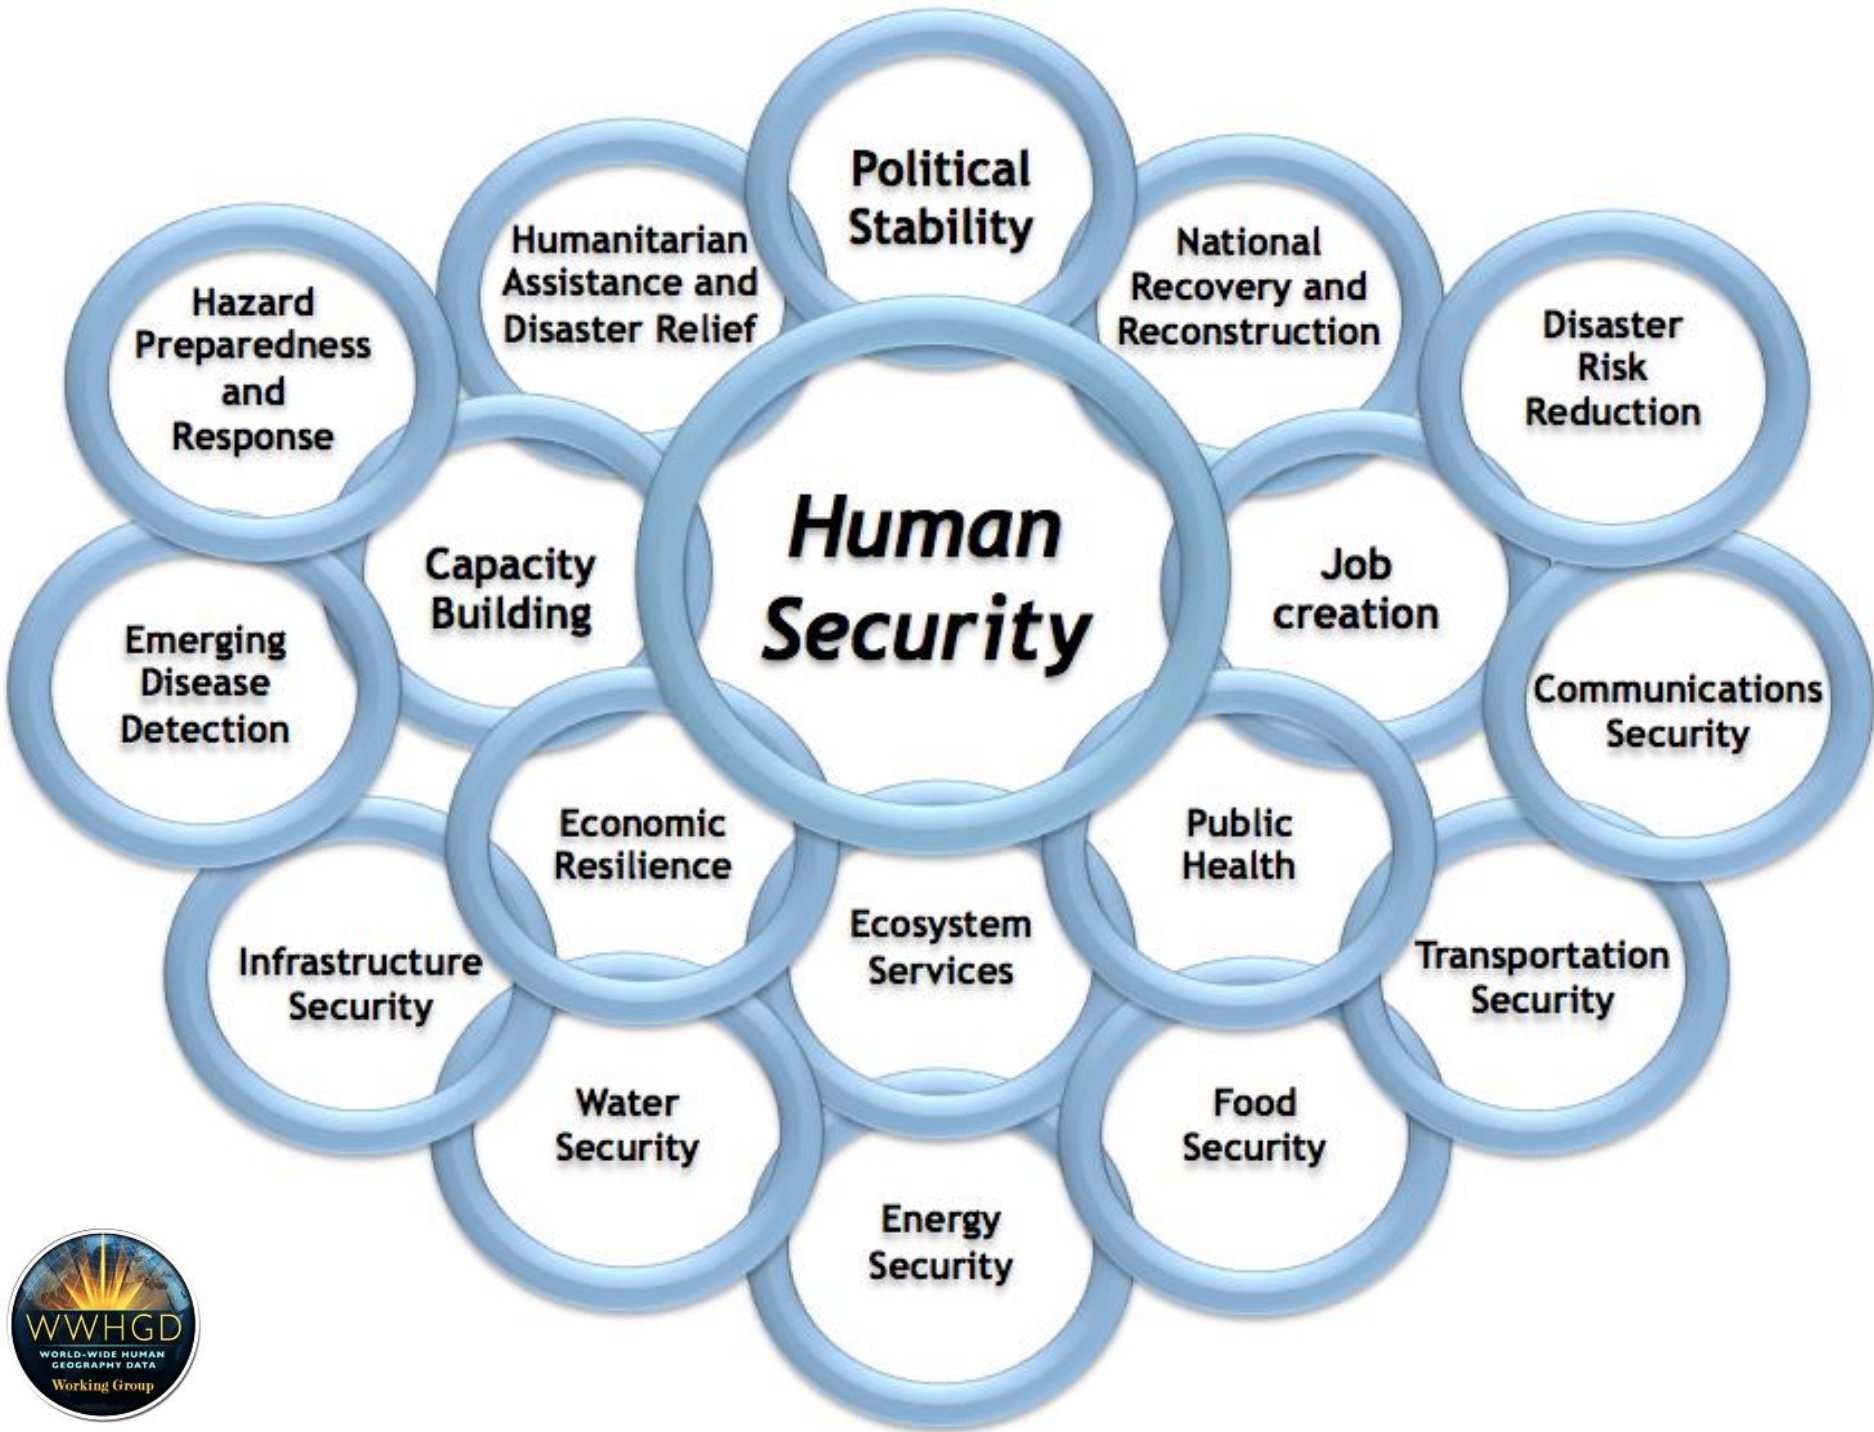 Political
Stability
Humanitarian
Assistance and
Disaster Relief
National
Recovery and
Reconstruction
Hazard
Preparedness
and
Response
Disaster
Risk
Reduction
Human
Security
Capacity
Building
Job
creation
Emerging
Disease
Detection
Communications
Security
Economic
Resilience
Public
Health
Ecosystem
Services
Infrastructure
Security
Transportation
Security
Water
Security
Food
Security
Energy
Security
WWHGD
WORLD-WIDE HUMAN
GEOGRAPHY DATA
Working Group